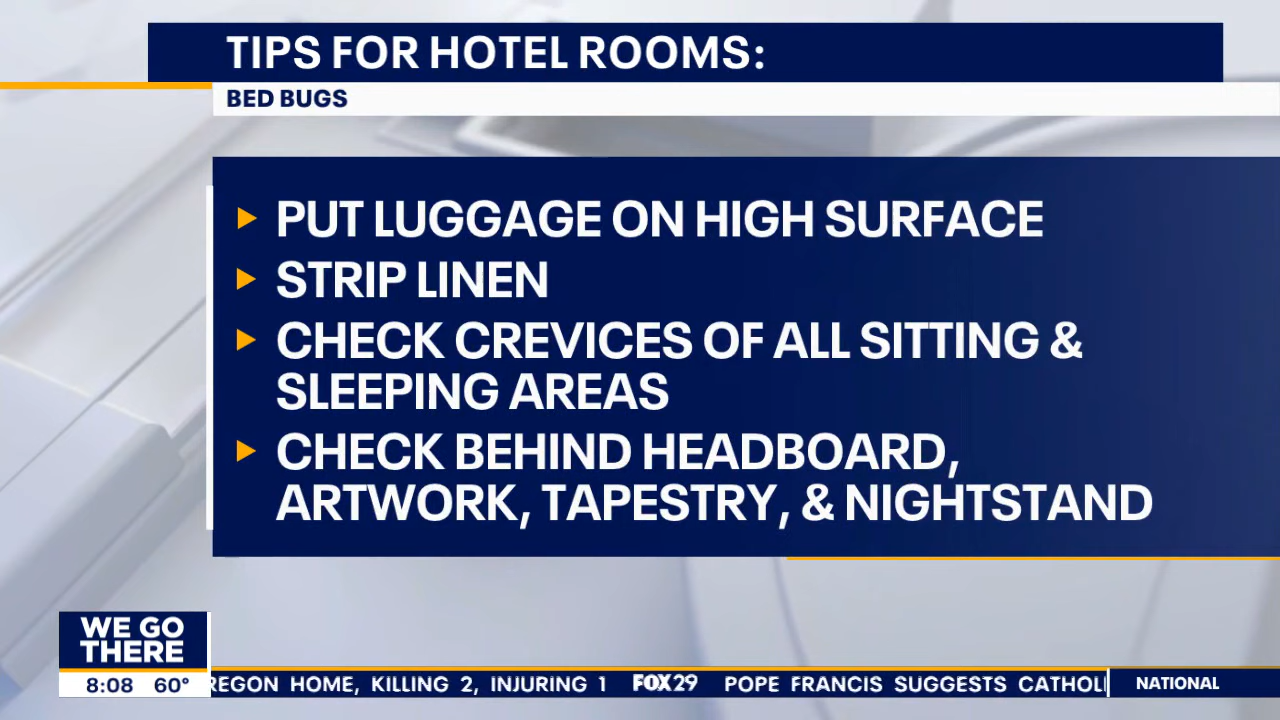 TIPS FOR HOTEL ROOMS:
BED BUGS
PUT LUGGAGE ON HIGH SURFACE
STRIP LINEN
CHECK CREVICES OF ALL SITTING &
SLEEPING AREAS
CHECK BEHIND HEADBOARD,
ARTWORK, TAPESTRY, & NIGHTSTAND
WE GO
THERE
8:08 60° REGON HOME, KILLING 2, INJURING 1 FOX29 POPE FRANCIS SUGGESTS CATHOL NATIONAL